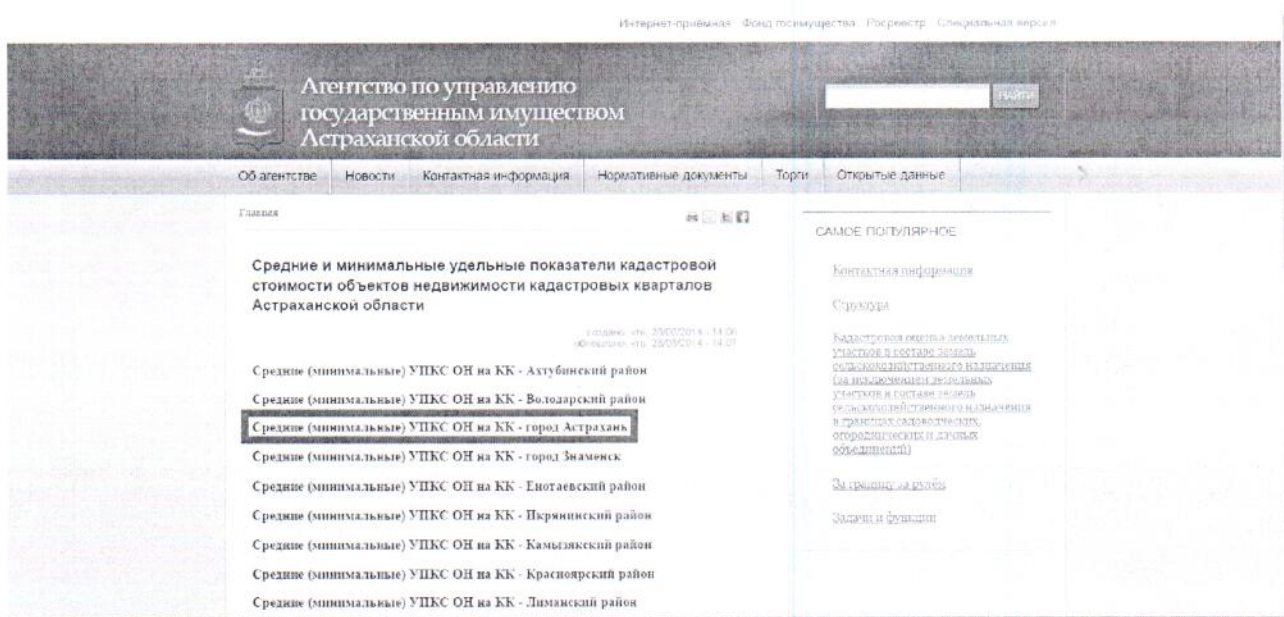 Интернет-приёмная Фонд госимущества Росреестр Специальная версия
Агентство по управлению
государственным имуществом
Астраханской области
НАЙТИ
Об агентстве Новости Контактная информация Нормативные документы Торги Открытые данные
Главная
Средние и минимальные удельные показатели кадастровой
стоимости объектов недвижимости кадастровых кварталов
Астраханской области
14:06
14:07
Средние (минимальные) УПКС ОН на КК - Ахтубинский район
Средние (минимальные) УПКС ОН на КК - Володарский район
Средние (минимальные) УПКС ОН на КК - город Астрахань
Средние (минимальные) УПКС ОН на КК - город Знаменск
Средние (минимальные) УПКС ОН на КК - Енотаевский район
Средние (минимальные) УПКС ОН на КК - Икрянинский район
Средние (минимальные) УПКС ОН на КК - Камызякский район
Средние (минимальные) УПКС ОН на КК - Красноярский район
Средние (минимальные) УПКС ОН на КК - Лиманский район
САМОЕ ПОПУЛЯРНОЕ
Контактная информация
Структура
Кадастровая оценка земельных
участков в составе земель
сельскохозяйственного назначения
(за исключением земельных
участков в составе земель
сельскохозяйственного назначения
в границах садоводческих,
огороднических и дачных
объединений)
За границу за рулём
Задачи и функции